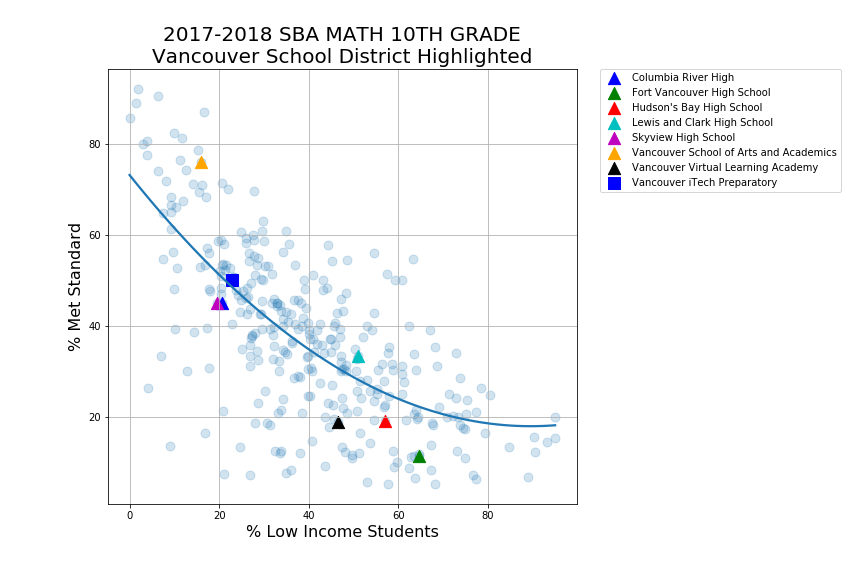 2017-2018 SBA MATH 10TH GRADE
Vancouver School District Highlighted
% Met Standard
80
60
40
20
0
20
40
60
80
% Low Income Students
Columbia River High
Fort Vancouver High School
Hudson's Bay High School
Lewis and Clark High School
Skyview High School
Vancouver School of Arts and Academics
Vancouver Virtual Learning Academy
Vancouver iTech Preparatory